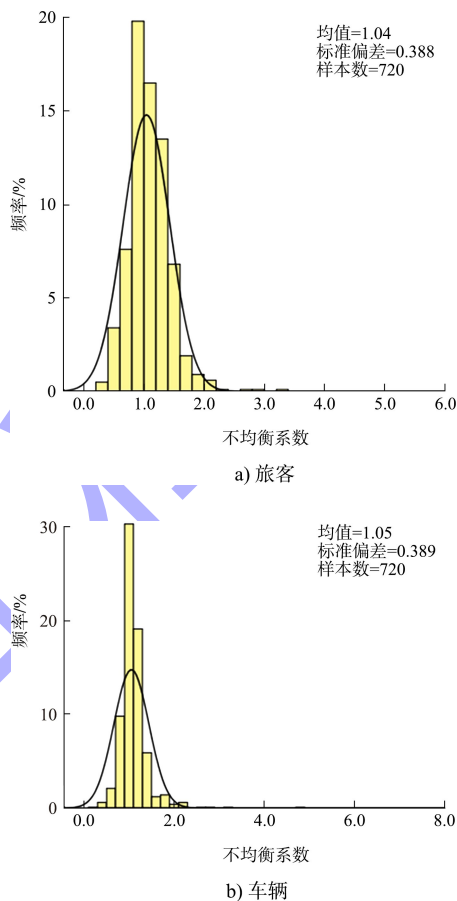 均值=1.04
标准偏差=0.388
样本数=720
频率/%
20
15
10
5
0
0.0 1.0 2.0 3.0 4.0 5.0 6.0
不均衡系数
a) 旅客
均值=1.05
标准偏差=0.389
样本数=720
频率/%
30
20
10
0
0.0 2.0 4.0 6.0 8.0
不均衡系数
b) 车辆